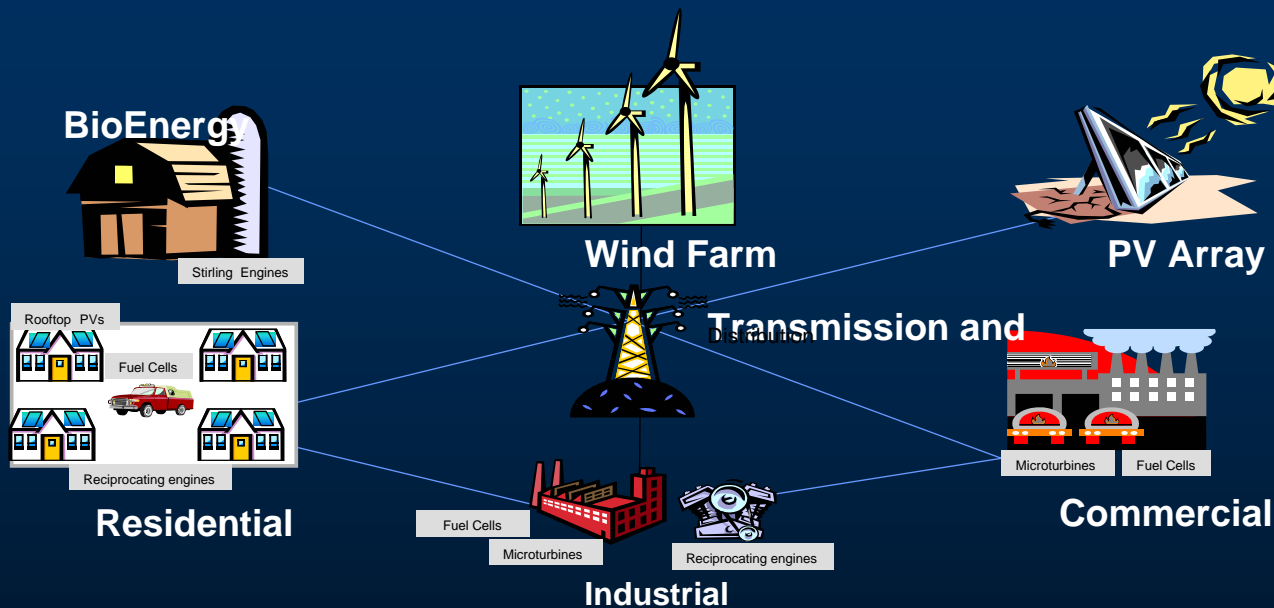 BioEnergy
Stirling Engines
Wind Farm
PV Array
Transmission and
Distribution
Rooftop PVs
Fuel Cells
Reciprocating engines
Residential
Fuel Cells
Microturbines
Reciprocating engines
Industrial
Microturbines
Fuel Cells
Commercial